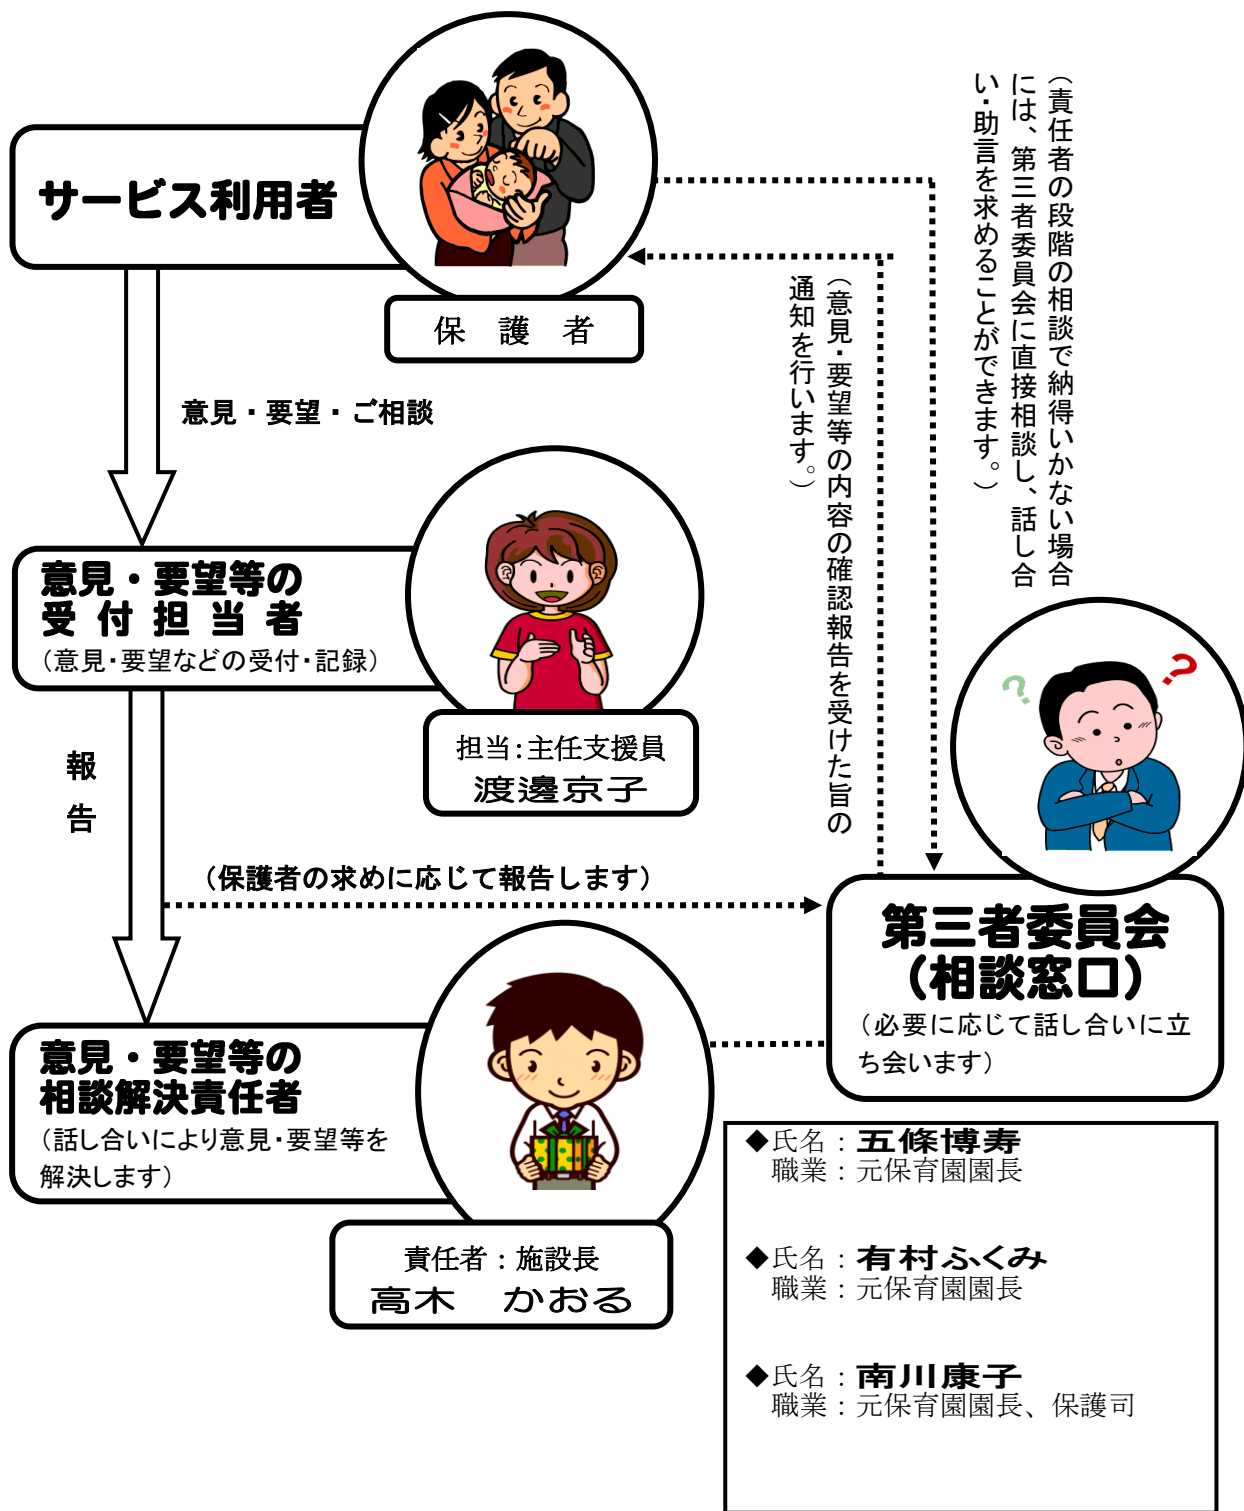 サービス利用者
保　護　者
意見・要望・ご相談
（責任者の段階の相談で納得いかない場合
には、第三者委員会に直接相談し、話し合
い・助言を求めることができます。）
（意見・要望等の内容の確認報告を受けた旨の
通知を行います。）
意見・要望等の
受付担当者
（意見・要望などの受付・記録）
担当：主任支援員
渡邊京子
報
告
（保護者の求めに応じて報告します）
第三者委員会
（相談窓口）
（必要に応じて話し合いに立
ち会います）
意見・要望等の
相談解決責任者
（話し合いにより意見・要望等を
解決します）
責任者：施設長
高木　かおる
◆氏名：五條博寿
職業：元保育園園長
◆氏名：有村ふくみ
職業：元保育園園長
◆氏名：南川康子
職業：元保育園園長、保護司
? ?